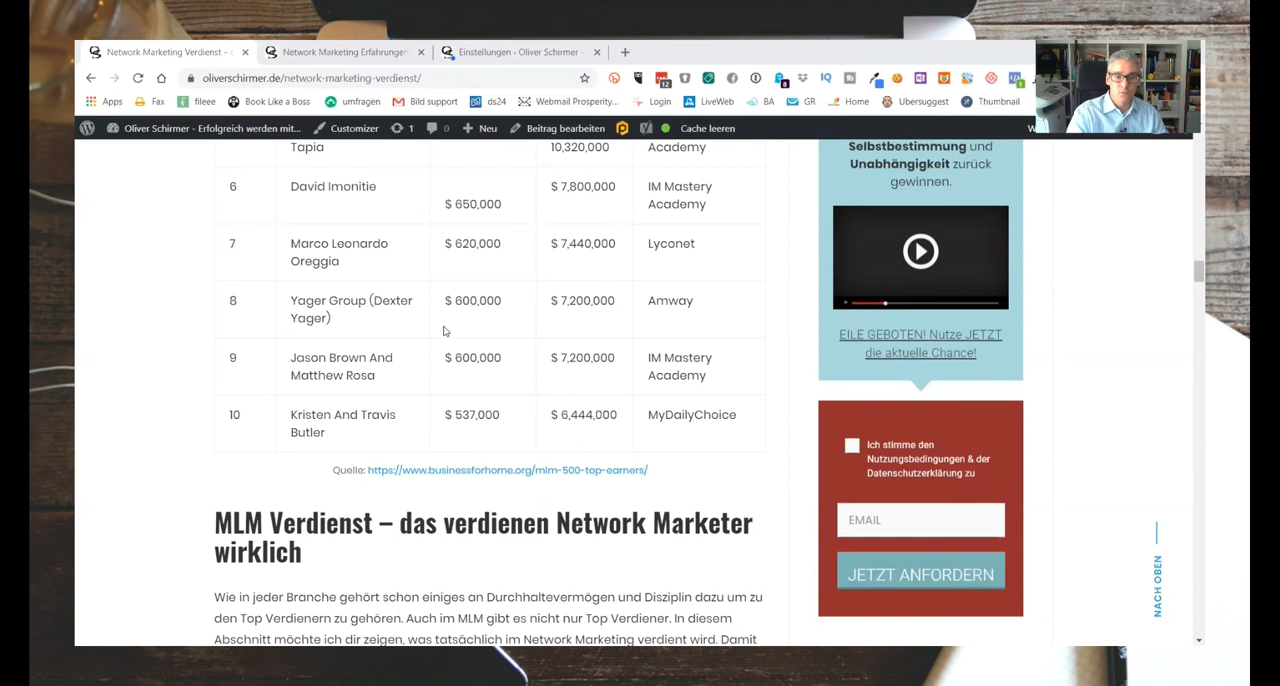 Network Marketing Verdienst – 
Network Marketing Erfahrungen
Einstellungen ‹ Oliver Schirmer
oliverschirmer.de/network-marketing-verdienst/
12
8
1
Apps
Fax
fileee
Book Like a Boss
umfragen
Bild support
ds24
Webmail Prosperity...
Login
LiveWeb
BA
GR
Home
Ubersuggest
Thumbnail
Oliver Schirmer - Erfolgreich werden mit...
Customizer
1
0
Neu
Beitrag bearbeiten
Cache leeren
W
Tapia
10,320,000
Academy
6
David Imonitie
$ 650,000
$ 7,800,000
IM Mastery
Academy
7
Marco Leonardo
Oreggia
$ 620,000
$ 7,440,000
Lyconet
8
Yager Group (Dexter
Yager)
$ 600,000
$ 7,200,000
Amway
9
Jason Brown And
Matthew Rosa
$ 600,000
$ 7,200,000
IM Mastery
Academy
10
Kristen And Travis
Butler
$ 537,000
$ 6,444,000
MyDailyChoice
Quelle: https://www.businessforhome.org/mlm-500-top-earners/
MLM Verdienst – das verdienen Network Marketer
wirklich
Wie in jeder Branche gehört schon einiges an Durchhaltevermögen und Disziplin dazu um zu
den Top Verdienern zu gehören. Auch im MLM gibt es nicht nur Top Verdiener. In diesem
Abschnitt möchte ich dir zeigen, was tatsächlich im Network Marketing verdient wird. Damit
Selbstbestimmung und
Unabhängigkeit zurück
gewinnen.
EILE GEBOTEN! Nutze JETZT
die aktuelle Chance!
Ich stimme den
Nutzungsbedingungen & der
Datenschutzerklärung zu
EMAIL
JETZT ANFORDERN
NACH OBEN